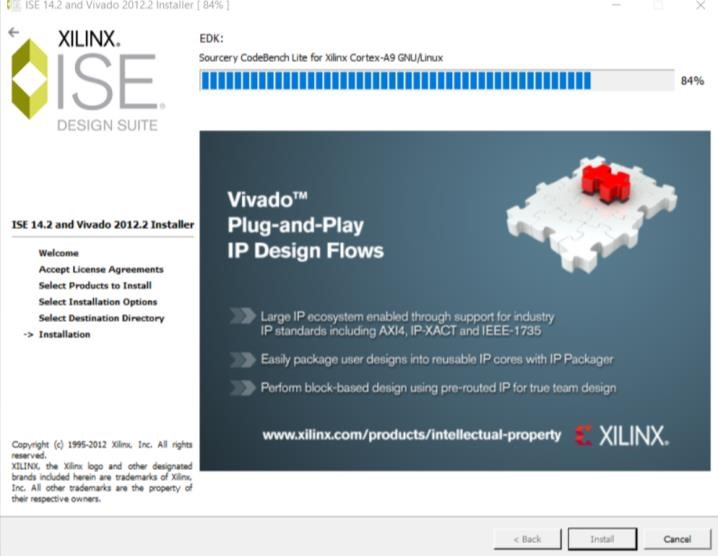 ISE 14.2 and Vivado 2012.2 Installer [ 84% ]
XILINX®
ISE®
DESIGN SUITE
EDK:
Sourcery CodeBench Lite for Xilinx Cortex-A9 GNU/Linux
84%
ISE 14.2 and Vivado 2012.2 Installer
Welcome
Accept License Agreements
Select Products to Install
Select Installation Options
Select Destination Directory
-> Installation
Vivado™
Plug-and-Play
IP Design Flows
Large IP ecosystem enabled through support for industry
IP standards including AXI4, IP-XACT and IEEE-1735
Easily package user designs into reusable IP cores with IP Packager
Perform block-based design using pre-routed IP for true team design
www.xilinx.com/products/intellectual-property
XILINX®
Copyright (c) 1995-2012 Xilinx, Inc. All rights
reserved.
XILINX, the Xilinx logo and other designated
brands included herein are trademarks of Xilinx,
Inc. All other trademarks are the property of
their respective owners.
< Back
Install
Cancel